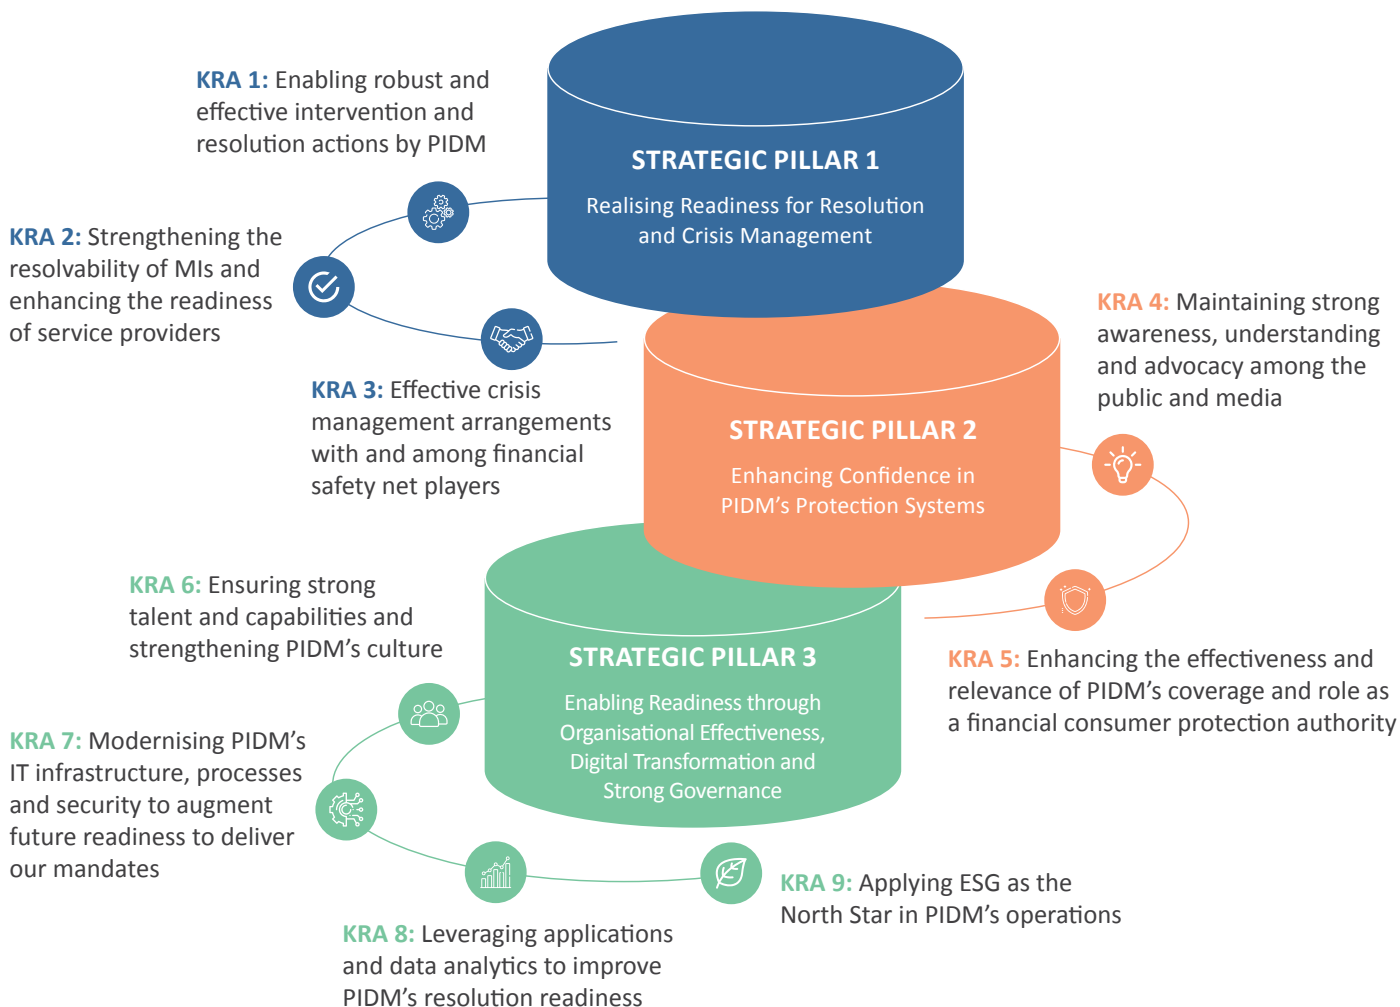 STRATEGIC PILLAR 1
Realising Readiness for Resolution
and Crisis Management
KRA 1: Enabling robust and
effective intervention and
resolution actions by PIDM
KRA 2: Strengthening the
resolvability of MIs and
enhancing the readiness
of service providers
KRA 3: Effective crisis
management arrangements
with and among financial
safety net players
STRATEGIC PILLAR 2
Enhancing Confidence in
PIDM's Protection Systems
KRA 4: Maintaining strong
awareness, understanding
and advocacy among the
public and media
KRA 5: Enhancing the effectiveness and
relevance of PIDM's coverage and role as
a financial consumer protection authority
STRATEGIC PILLAR 3
Enabling Readiness through
Organisational Effectiveness,
Digital Transformation and
Strong Governance
KRA 6: Ensuring strong
talent and capabilities and
strengthening PIDM's culture
KRA 7: Modernising PIDM's
IT infrastructure, processes
and security to augment
future readiness to deliver
our mandates
KRA 8: Leveraging applications
and data analytics to improve
PIDM's resolution readiness
KRA 9: Applying ESG as the
North Star in PIDM's operations